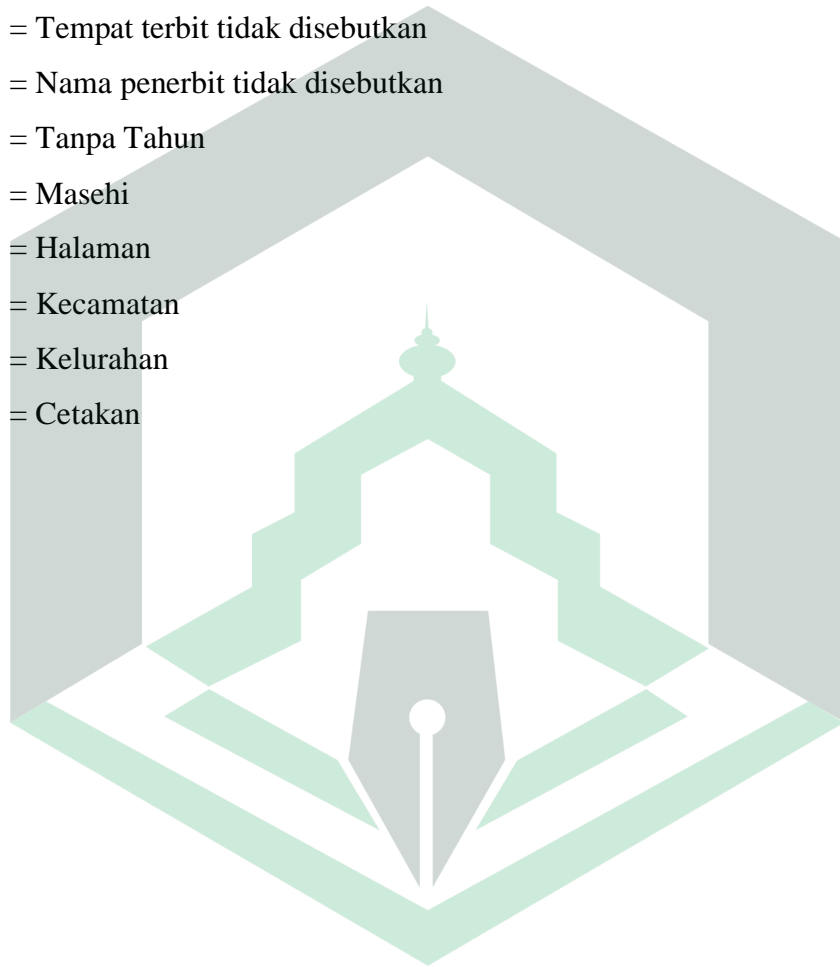 = Tempat terbit tidak disebutkan
= Nama penerbit tidak disebutkan
= Tanpa Tahun
= Masehi
= Halaman
= Kecamatan
= Kelurahan
= Cetakan